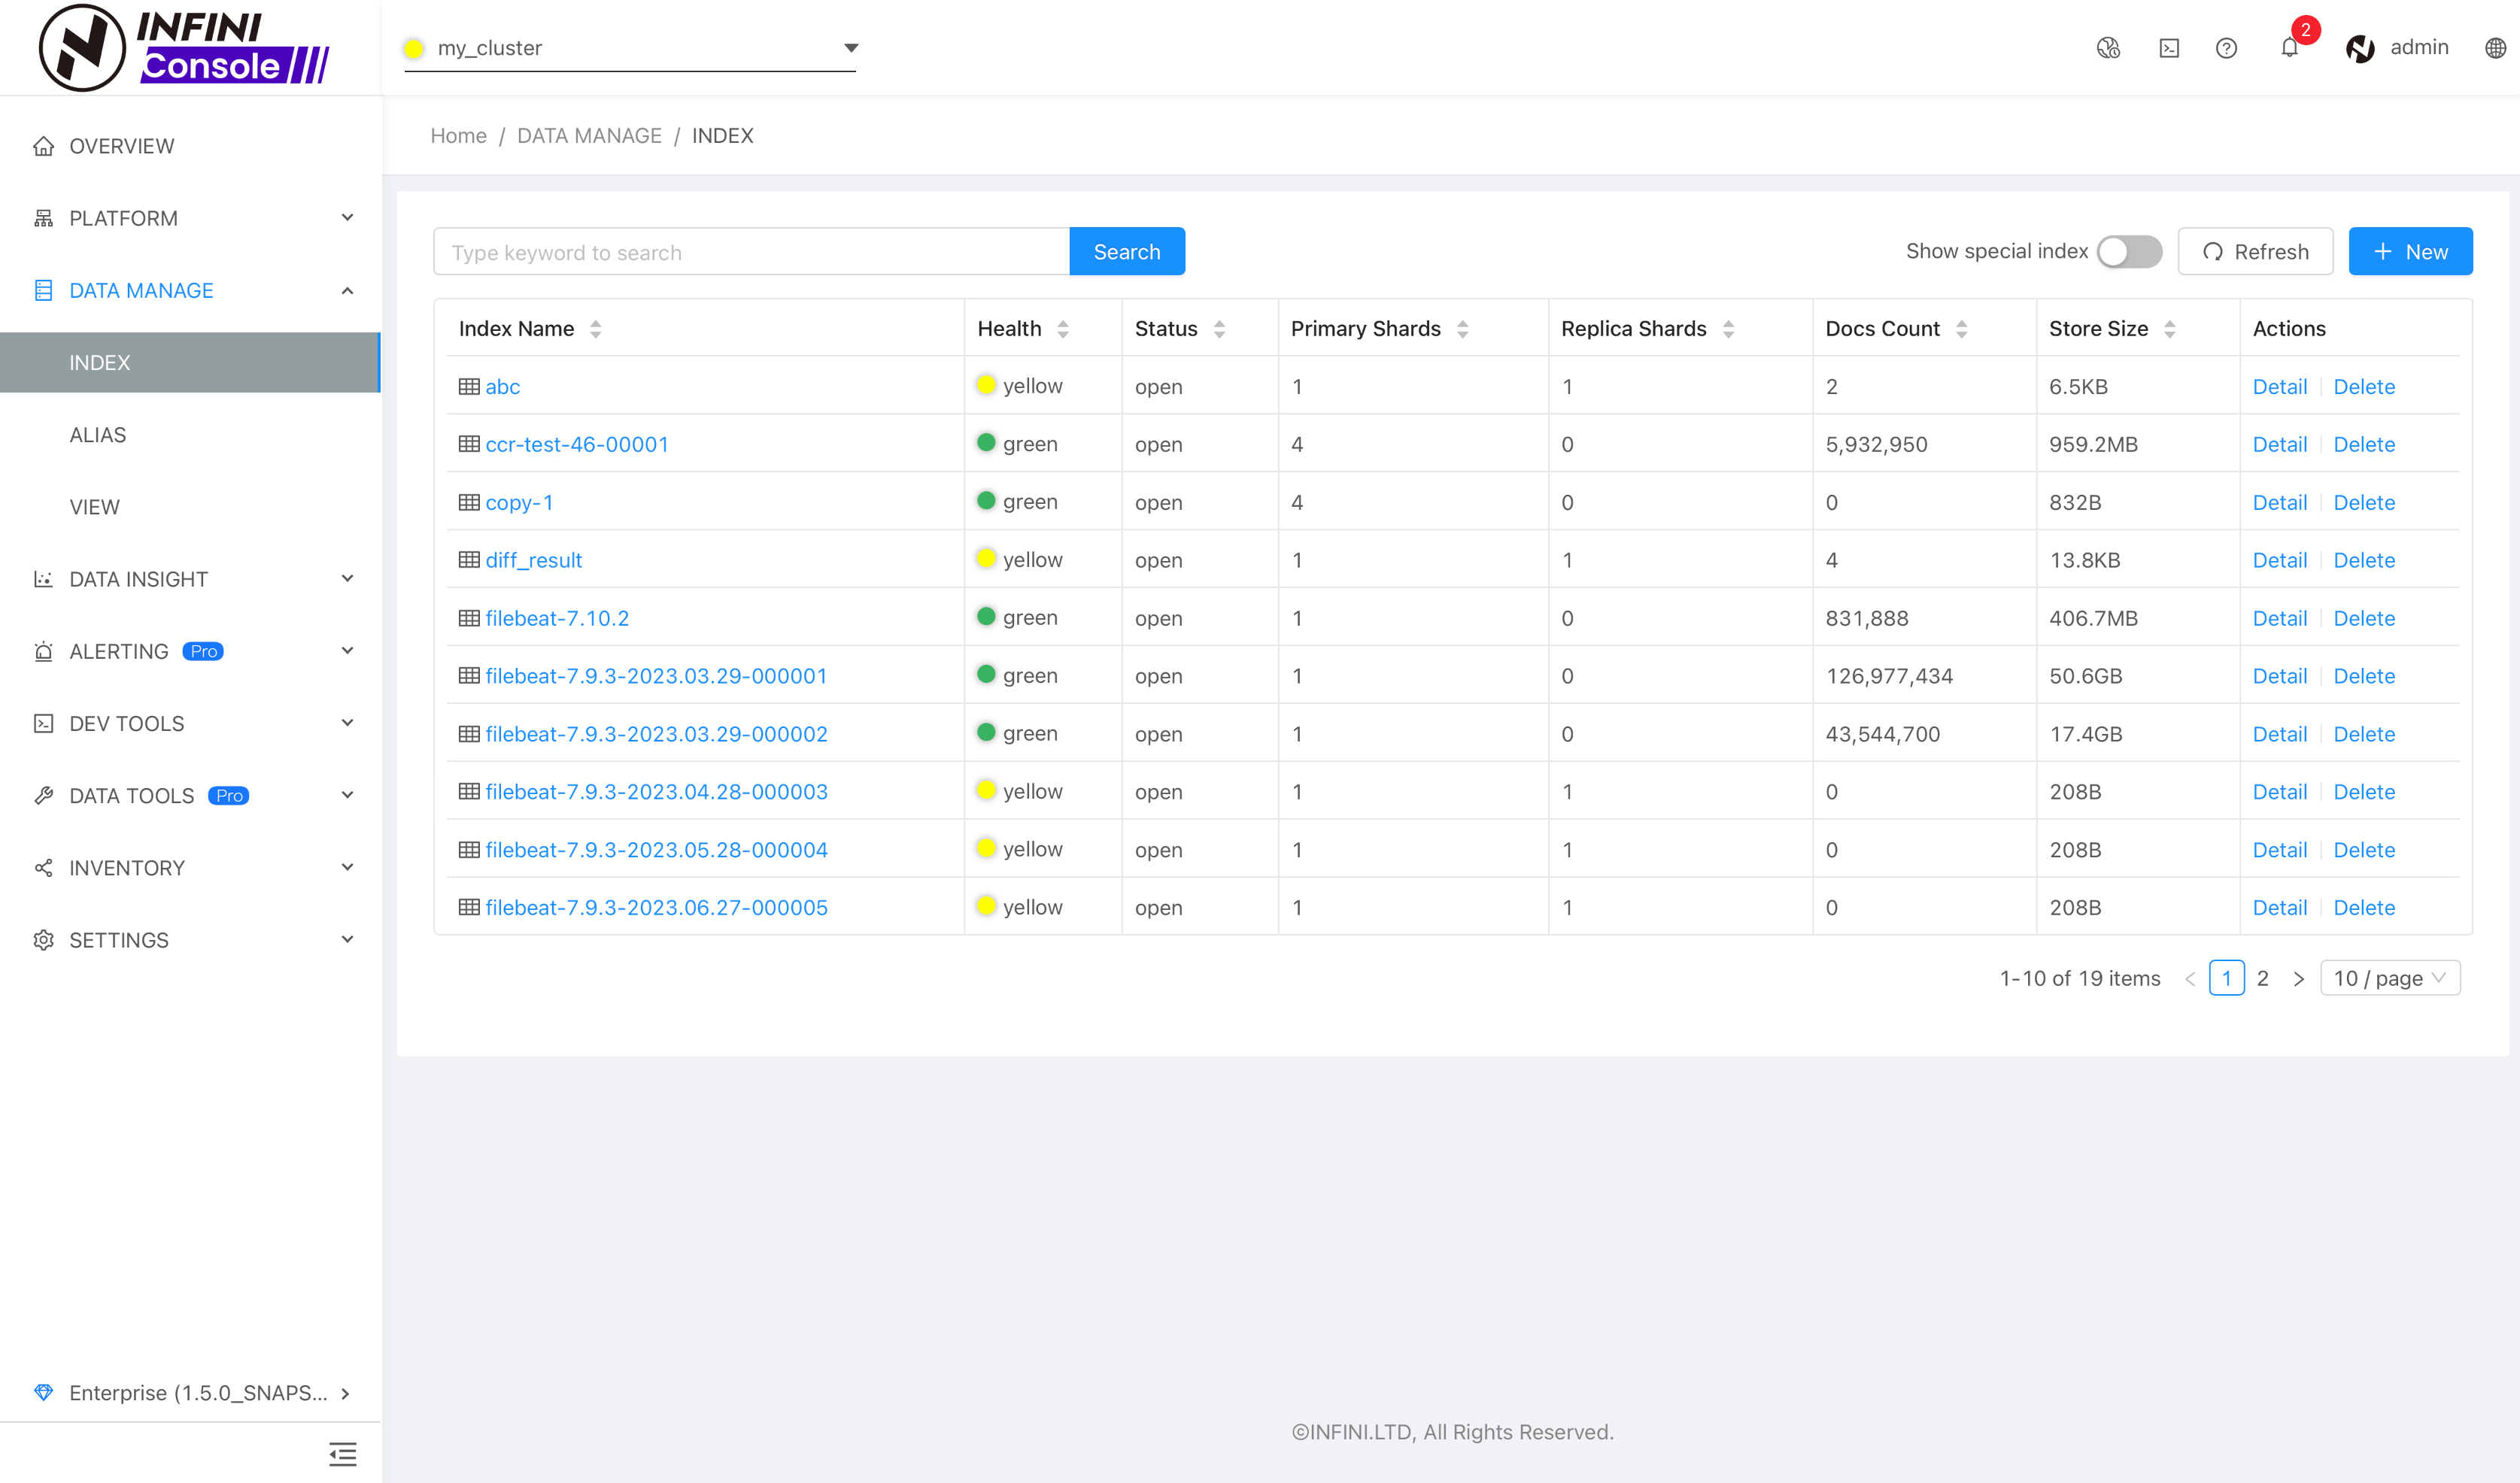 INFINI
Console
my_cluster
2
admin
OVERVIEW
PLATFORM
DATA MANAGE
INDEX
ALIAS
VIEW
DATA INSIGHT
ALERTING Pro
DEV TOOLS
DATA TOOLS Pro
INVENTORY
SETTINGS
Enterprise (1.5.0_SNAPS...
Home / DATA MANAGE / INDEX
Type keyword to search Search Show special index Refresh + New
Index Name Health Status Primary Shards Replica Shards Docs Count Store Size Actions
abc yellow open 1 1 2 6.5KB Detail Delete
ccr-test-46-00001 green open 4 0 5,932,950 959.2MB Detail Delete
copy-1 green open 4 0 0 832B Detail Delete
diff_result yellow open 1 1 4 13.8KB Detail Delete
filebeat-7.10.2 green open 1 0 831,888 406.7MB Detail Delete
filebeat-7.9.3-2023.03.29-000001 green open 1 0 126,977,434 50.6GB Detail Delete
filebeat-7.9.3-2023.03.29-000002 green open 1 0 43,544,700 17.4GB Detail Delete
filebeat-7.9.3-2023.04.28-000003 yellow open 1 1 0 208B Detail Delete
filebeat-7.9.3-2023.05.28-000004 yellow open 1 1 0 208B Detail Delete
filebeat-7.9.3-2023.06.27-000005 yellow open 1 1 0 208B Detail Delete
1-10 of 19 items < 1 2 > 10 / page
©INFINI.LTD, All Rights Reserved.